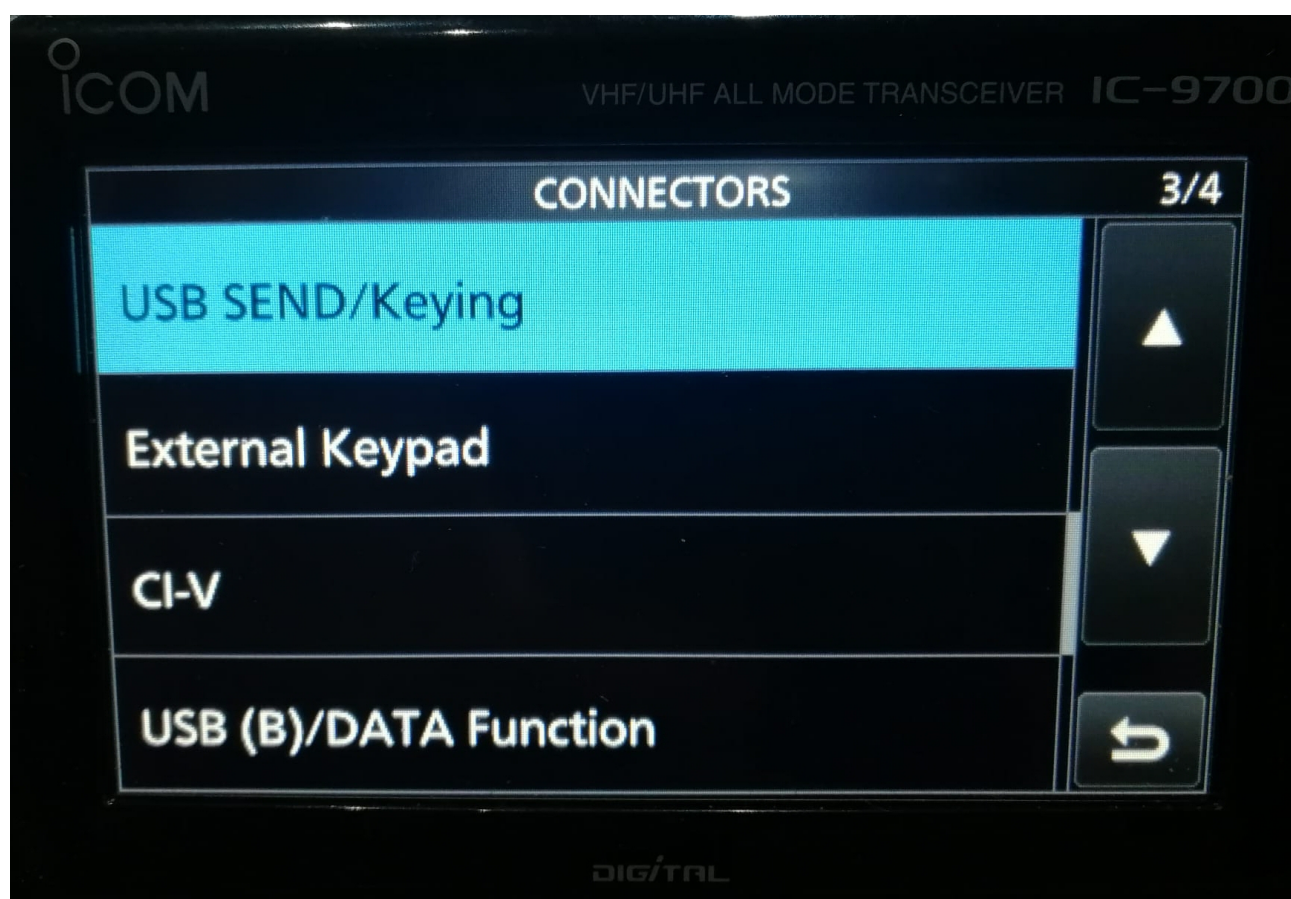 ICOM
VHF/UHF ALL MODE TRANSCEIVER IC-9700
CONNECTORS 3/4
USB SEND/Keying
External Keypad
CI-V
USB (B)/DATA Function
DIGITAL